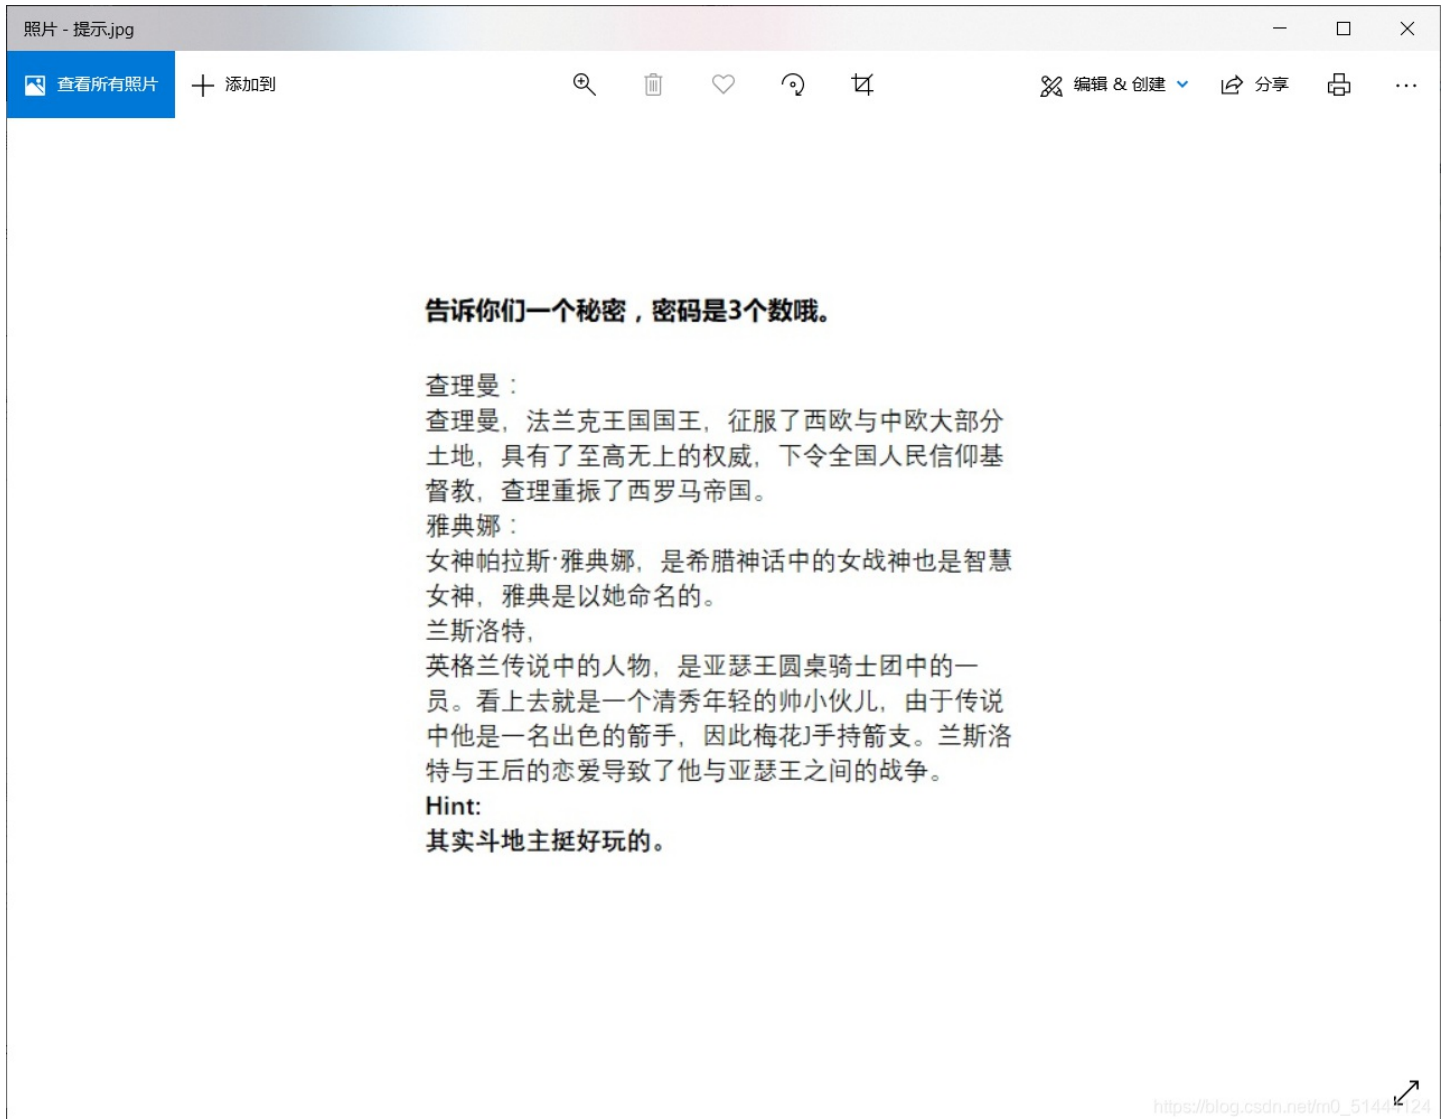 照片 - 提示.jpg
查看所有照片
添加到
编辑 & 创建
分享
告诉你们一个秘密，密码是3个数哦。
查理曼：
查理曼，法兰克王国国王，征服了西欧与中欧大部分
土地，具有了至高无上的权威，下令全国人民信仰基
督教，查理重振了西罗马帝国。
雅典娜：
女神帕拉斯·雅典娜，是希腊神话中的女战神也是智慧
女神，雅典是以她命名的。
兰斯洛特，
英格兰传说中的人物，是亚瑟王圆桌骑士团中的一
员。看上去就是一个清秀年轻的帅小伙儿，由于传说
中他是一名出色的箭手，因此梅花J手持箭支。兰斯洛
特与王后的恋爱导致了他与亚瑟王之间的战争。
Hint:
其实斗地主挺好玩的。
https://blog.csdn.net/m0_51444124